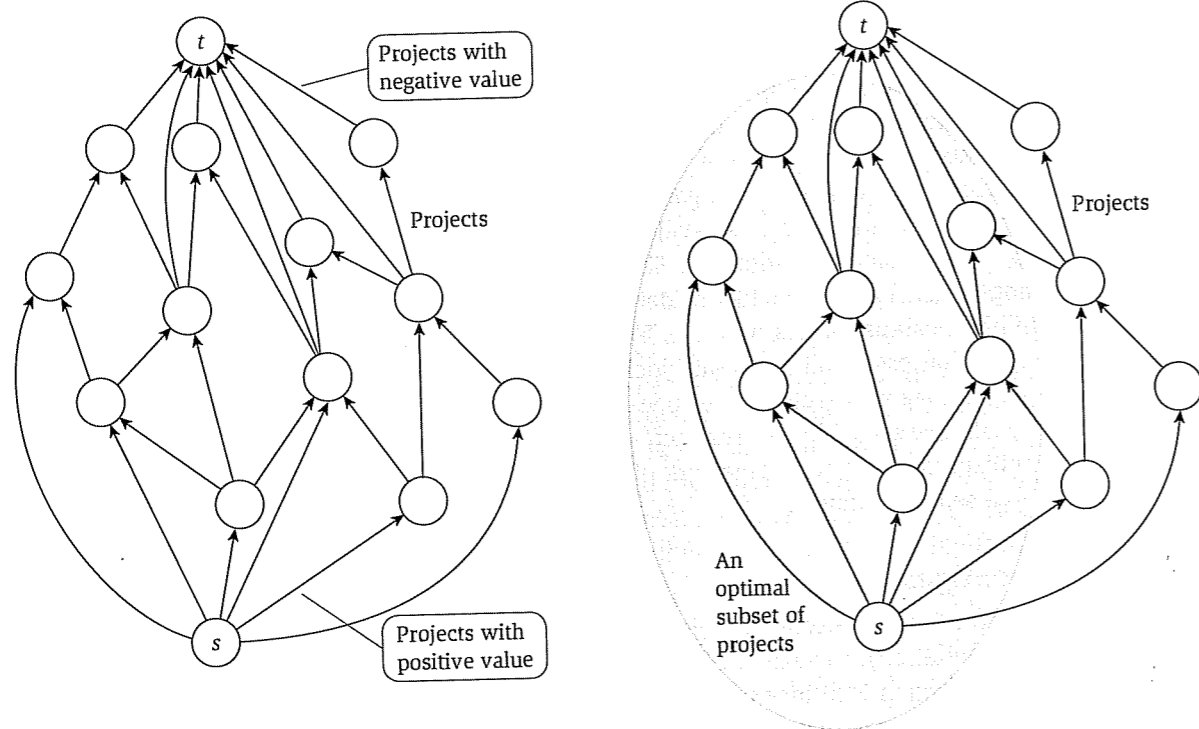 t
Projects with
negative value
Projects
Projects with
positive value
s
t
Projects
An
optimal
subset of
projects
s